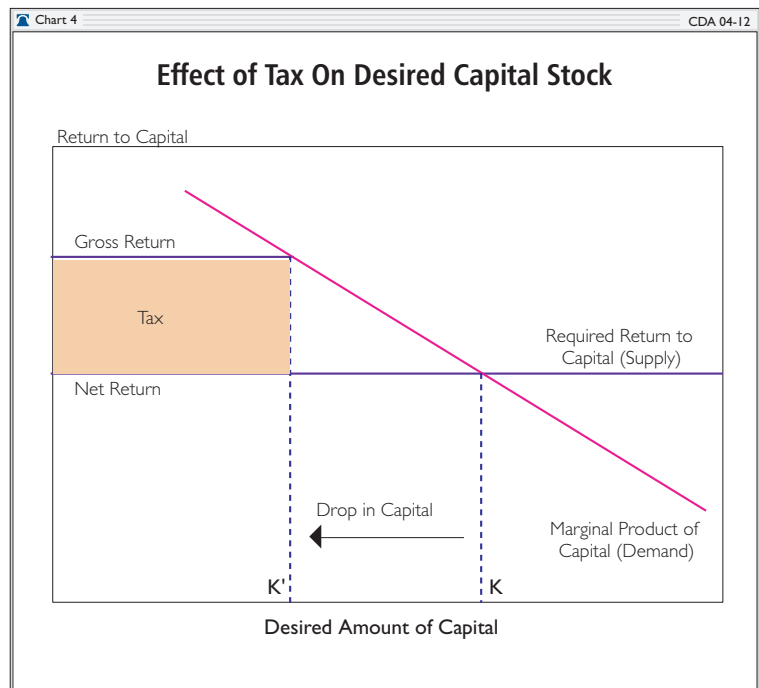 Chart 4
CDA 04-12
Effect of Tax On Desired Capital Stock
Return to Capital
Gross Return
Tax
Required Return to
Capital (Supply)
Net Return
Drop in Capital
Marginal Product of
Capital (Demand)
K'
K
Desired Amount of Capital